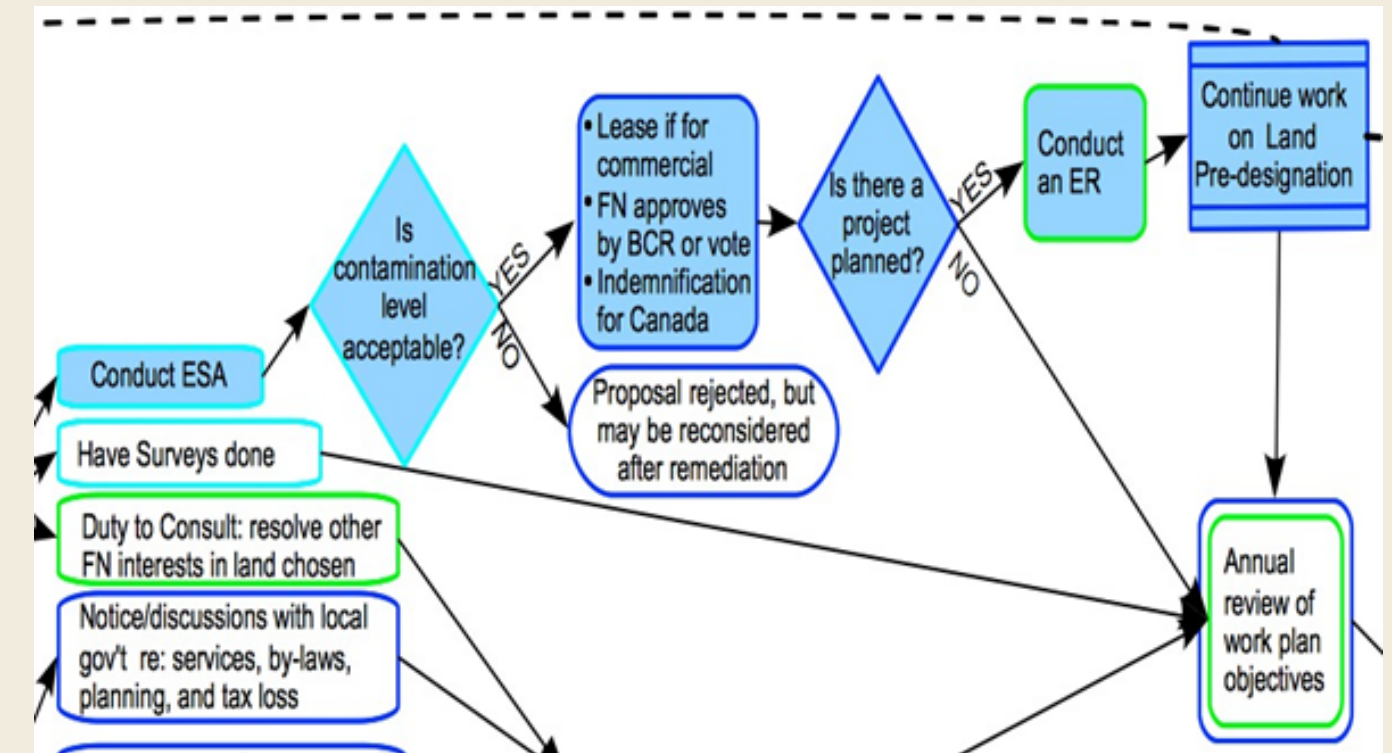 Conduct ESA
Have Surveys done
Duty to Consult: resolve other
FN interests in land chosen
Notice/discussions with local
gov't re: services, by-laws,
planning, and tax loss
Is
contamination
level
acceptable?
YES
NO
• Lease if for
commercial
• FN approves
by BCR or vote
• Indemnification
for Canada
Proposal rejected, but
may be reconsidered
after remediation
Is there a
project
planned?
YES
NO
Conduct
an ER
Continue work
on Land
Pre-designation
Annual
review of
work plan
objectives